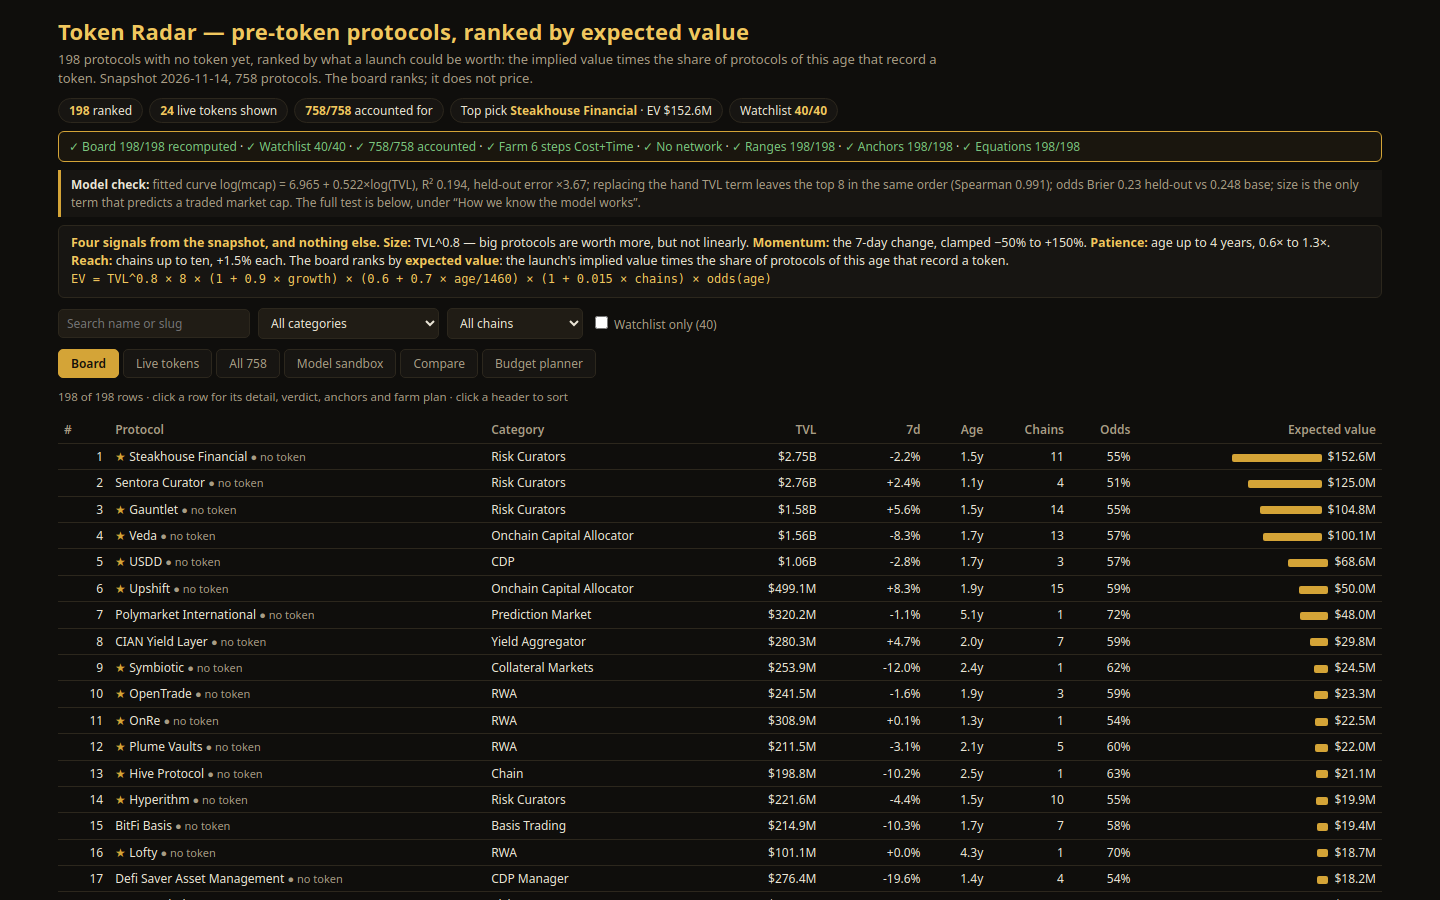 Token Radar — pre-token protocols, ranked by expected value
198 protocols with no token yet, ranked by what a launch could be worth: the implied value times the share of protocols of this age that record a
token. Snapshot 2026-11-14, 758 protocols. The board ranks; it does not price.
198 ranked 24 live tokens shown 758/758 accounted for Top pick Steakhouse Financial · EV $152.6M Watchlist 40/40
✓ Board 198/198 recomputed · ✓ Watchlist 40/40 · ✓ 758/758 accounted · ✓ Farm 6 steps Cost+Time · ✓ No network · ✓ Ranges 198/198 · ✓ Anchors 198/198 · ✓ Equations 198/198
Model check: fitted curve log(mcap) = 6.965 + 0.522×log(TVL), R² 0.194, held-out error ×3.67; replacing the hand TVL term leaves the top 8 in the same order (Spearman 0.991); odds Brier 0.23 held-out vs 0.248 base; size is the only
term that predicts a traded market cap. The full test is below, under “How we know the model works”.
Four signals from the snapshot, and nothing else. Size: TVL^0.8 — big protocols are worth more, but not linearly. Momentum: the 7-day change, clamped −50% to +150%. Patience: age up to 4 years, 0.6× to 1.3×.
Reach: chains up to ten, +1.5% each. The board ranks by expected value: the launch's implied value times the share of protocols of this age that record a token.
EV = TVL^0.8 × 8 × (1 + 0.9 × growth) × (0.6 + 0.7 × age/1460) × (1 + 0.015 × chains) × odds(age)
Search name or slug All categories All chains Watchlist only (40)
Board Live tokens All 758 Model sandbox Compare Budget planner
198 of 198 rows · click a row for its detail, verdict, anchors and farm plan · click a header to sort
# Protocol Category TVL 7d Age Chains Odds Expected value
1 ★ Steakhouse Financial ● no token Risk Curators $2.75B -2.2% 1.5y 11 55% $152.6M
2 Sentora Curator ● no token Risk Curators $2.76B +2.4% 1.1y 4 51% $125.0M
3 ★ Gauntlet ● no token Risk Curators $1.58B +5.6% 1.5y 14 55% $104.8M
4 ★ Veda ● no token Onchain Capital Allocator $1.56B -8.3% 1.7y 13 57% $100.1M
5 ★ USDD ● no token CDP $1.06B -2.8% 1.7y 3 57% $68.6M
6 ★ Upshift ● no token Onchain Capital Allocator $499.1M +8.3% 1.9y 15 59% $50.0M
7 Polymarket International ● no token Prediction Market $320.2M -1.1% 5.1y 1 72% $48.0M
8 CIAN Yield Layer ● no token Yield Aggregator $280.3M +4.7% 2.0y 7 59% $29.8M
9 ★ Symbiotic ● no token Collateral Markets $253.9M -12.0% 2.4y 1 62% $24.5M
10 ★ OpenTrade ● no token RWA $241.5M -1.6% 1.9y 3 59% $23.3M
11 ★ OnRe ● no token RWA $308.9M +0.1% 1.3y 1 54% $22.5M
12 ★ Plume Vaults ● no token RWA $211.5M -3.1% 2.1y 5 60% $22.0M
13 ★ Hive Protocol ● no token Chain $198.8M -10.2% 2.5y 1 63% $21.1M
14 ★ Hyperithm ● no token Risk Curators $221.6M -4.4% 1.5y 10 55% $19.9M
15 BitFi Basis ● no token Basis Trading $214.9M -10.3% 1.7y 7 58% $19.4M
16 ★ Lofty ● no token RWA $101.1M +0.0% 4.3y 1 70% $18.7M
17 Defi Saver Asset Management ● no token CDP Manager $276.4M -19.6% 1.4y 4 54% $18.2M